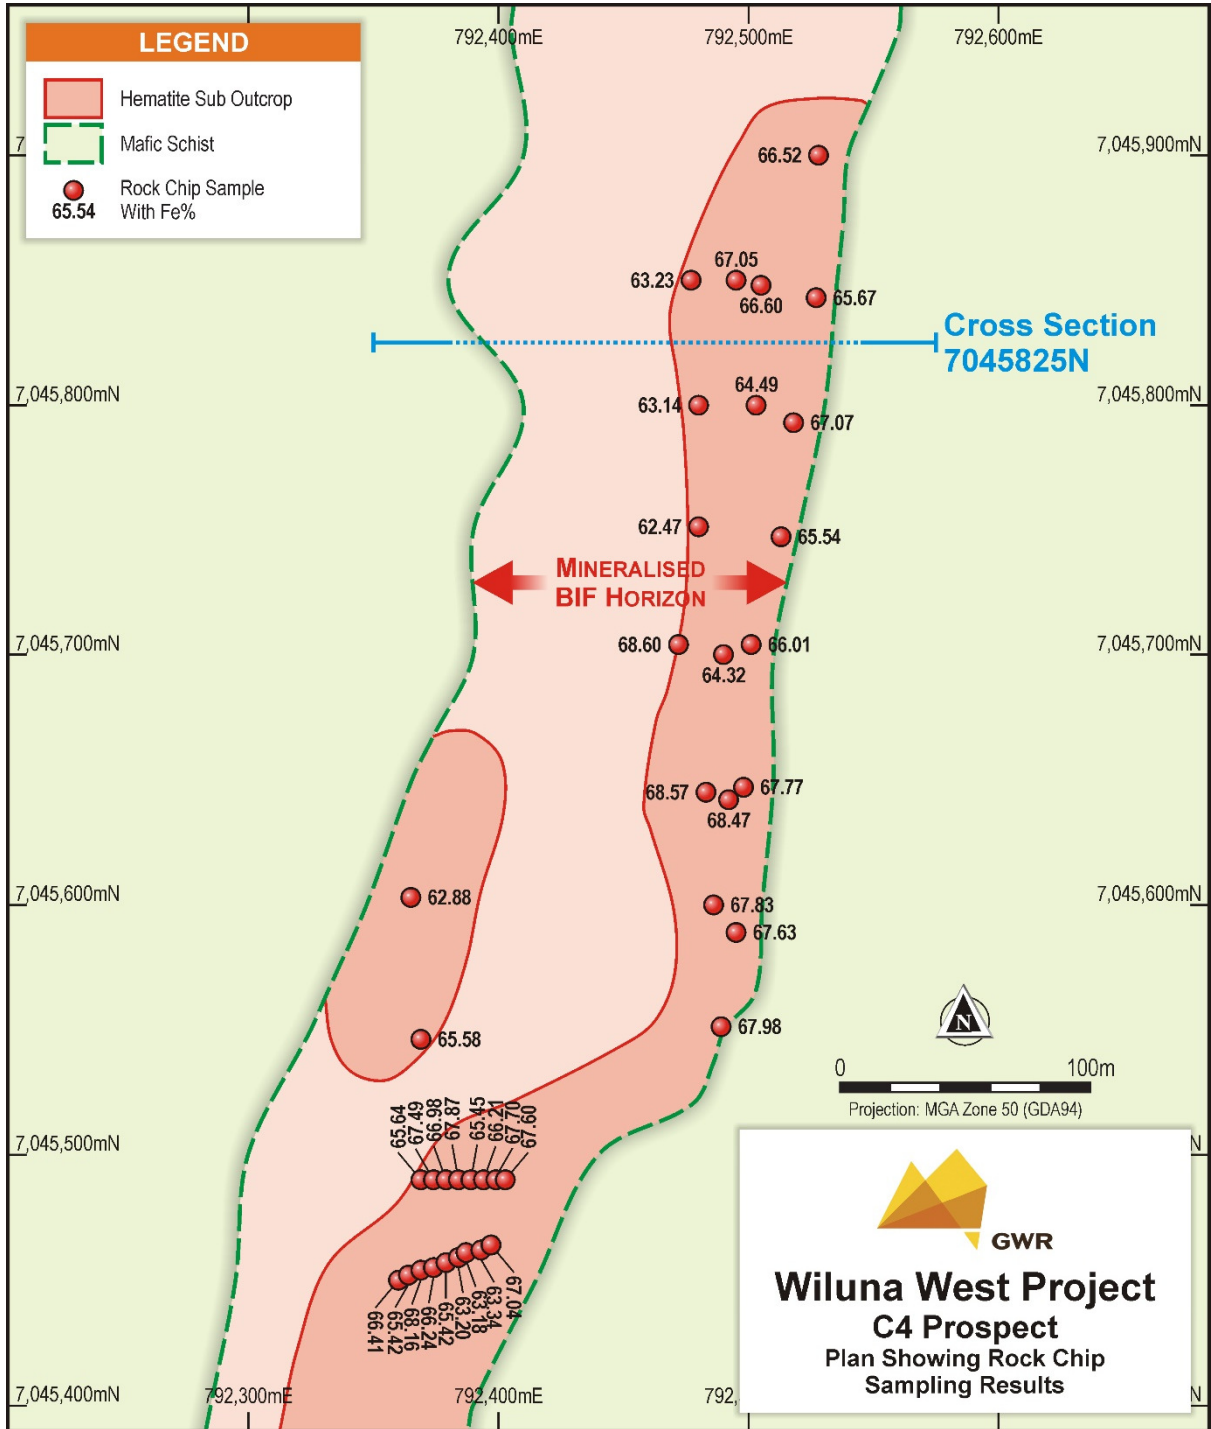 792,400mE
792,500mE
792,600mE
LEGEND
Hematite Sub Outcrop
Mafic Schist
65.54
Rock Chip Sample
With Fe%
7
7,045,900mN
66.52
67.05
63.23
66.60
65.67
Cross Section
7045825N
7,045,800mN
7,045,800mN
64.49
63.14
67.07
62.47
65.54
MINERALISED
BIF HORIZON
7,045,700mN
7,045,700mN
68.60
66.01
64.32
68.57
67.77
68.47
7,045,600mN
7,045,600mN
62.88
67.83
67.63
67.98
65.58
N
0
100m
Projection: MGA Zone 50 (GDA94)
65.64
67.49
66.98
67.87
65.45
66.21
67.70
67.60
7,045,500mN
N
66.41
65.42
68.16
66.24
65.42
63.20
63.18
63.34
67.04
GWR
Wiluna West Project
C4 Prospect
Plan Showing Rock Chip
Sampling Results
7,045,400mN
792,300mE
792,400mE
792,
N